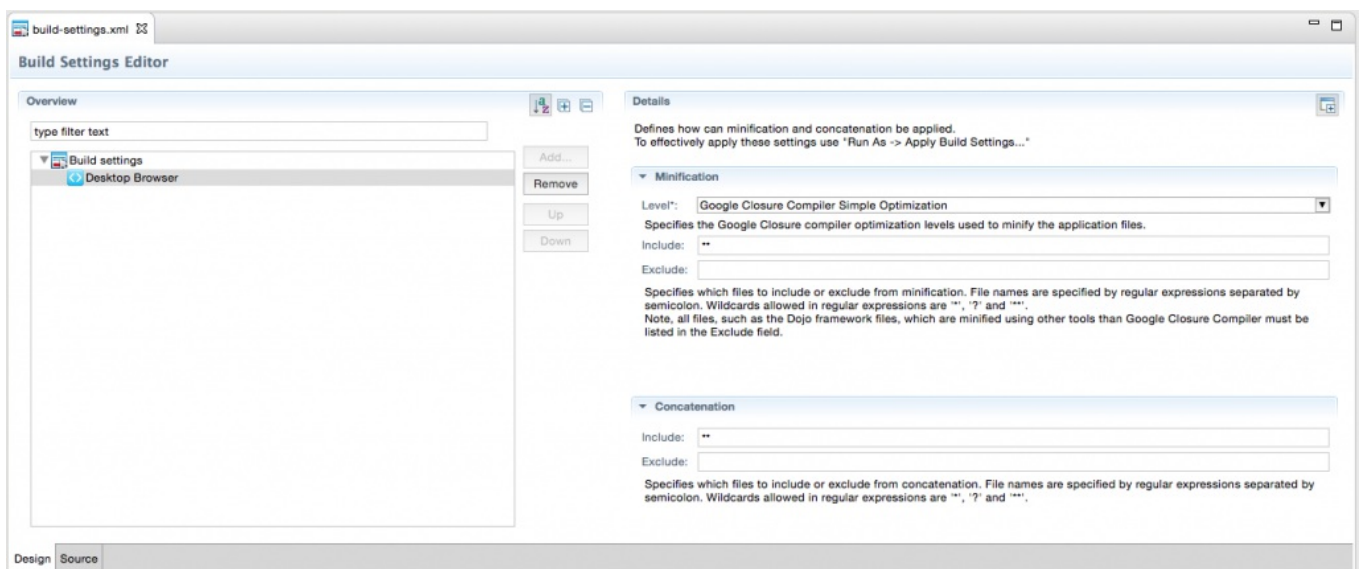 build-settings.xml
Build Settings Editor
Overview
type filter text
Build settings
Desktop Browser
Add...
Remove
Up
Down
Details
Defines how can minification and concatenation be applied.
To effectively apply these settings use "Run As -> Apply Build Settings..."
Minification
Level*: Google Closure Compiler Simple Optimization
Specifies the Google Closure compiler optimization levels used to minify the application files.
Include: **
Exclude:
Specifies which files to include or exclude from minification. File names are specified by regular expressions separated by
semicolon. Wildcards allowed in regular expressions are '*', '?' and '**'.
Note, all files, such as the Dojo framework files, which are minified using other tools than Google Closure Compiler must be
listed in the Exclude field.
Concatenation
Include: **
Exclude:
Specifies which files to include or exclude from concatenation. File names are specified by regular expressions separated by
semicolon. Wildcards allowed in regular expressions are '*', '?' and '**'.
Design Source